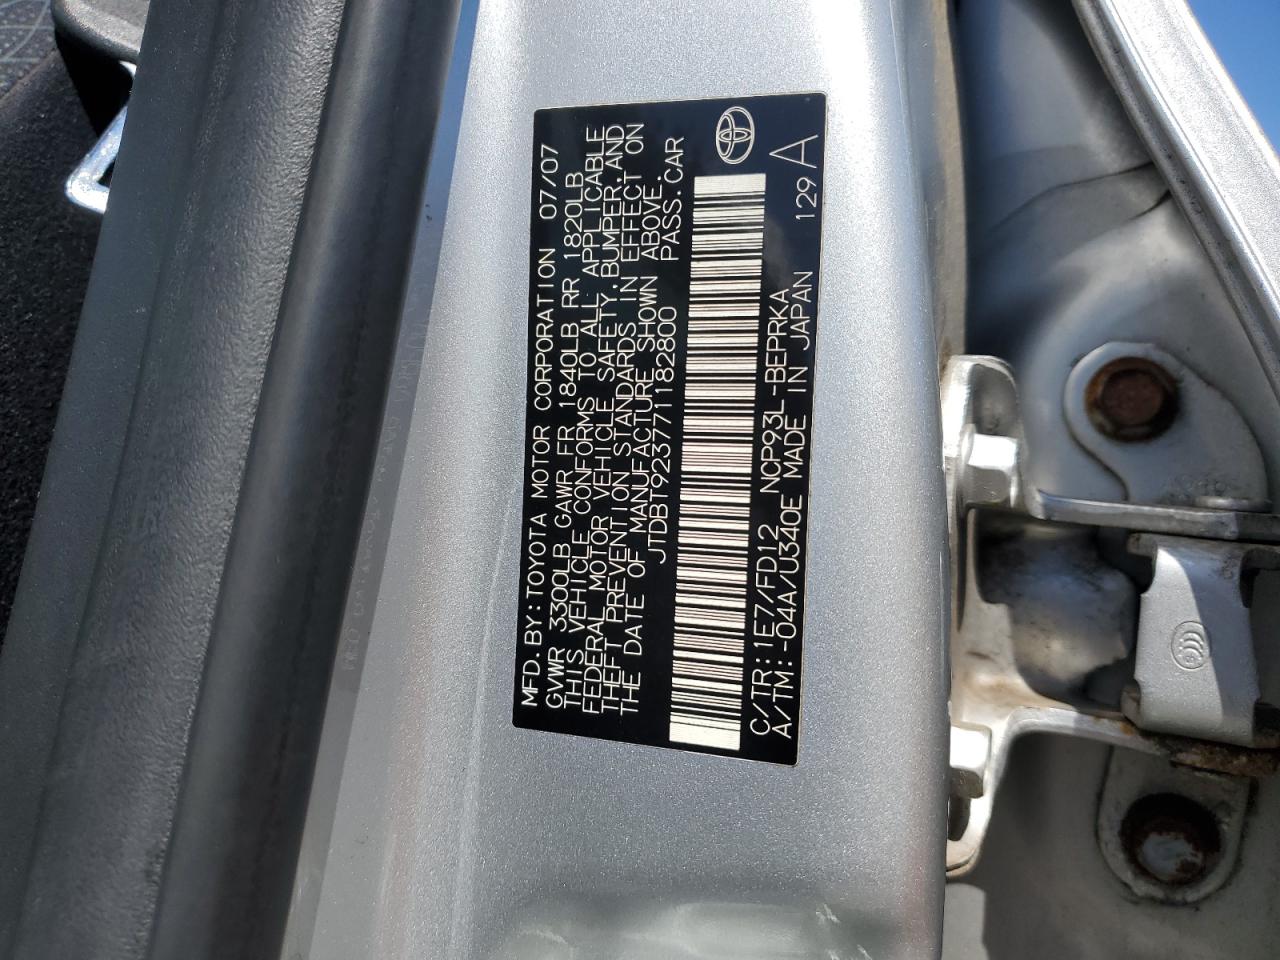 MFD. BY: TOYOTA MOTOR CORPORATION 07/07
GVWR 3300LB GAWR FR 1840LB RR 1820LB
THIS VEHICLE CONFORMS TO ALL APPLICABLE
FEDERAL MOTOR VEHICLE SAFETY, BUMPER, AND
THEFT PREVENTION STANDARDS IN EFFECT ON
THE DATE OF MANUFACTURE SHOWN ABOVE.
JTDBT923771182800 PASS. CAR
C/TR: 1E7/FD12 NCP93L-BEPRKA 129 A
A/TM: -04A/U340E MADE IN JAPAN